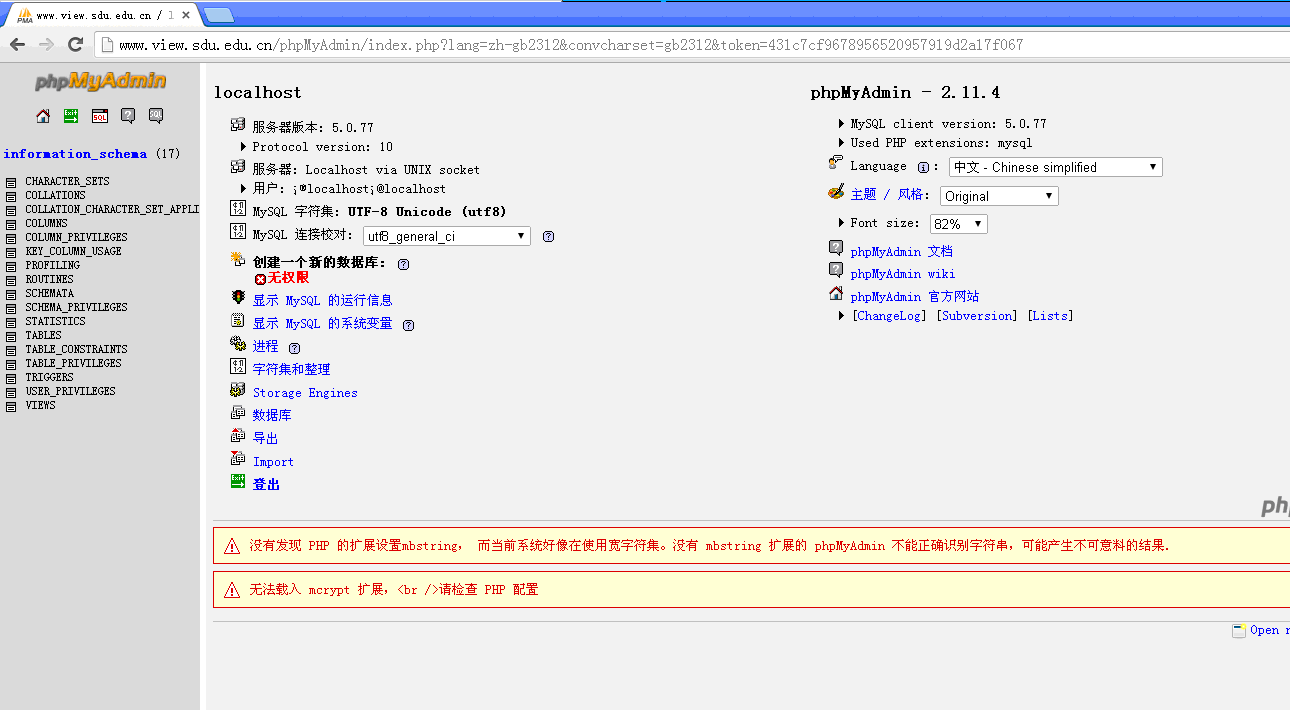 www.view.sdu.edu.cn / l
www.view.sdu.edu.cn/phpMyAdmin/index.php?lang=zh-gb2312&convcharset=gb2312&token=431c7cf9678956520957919d2a17f067
phpMyAdmin
information_schema (17)
CHARACTER_SETS
COLLATIONS
COLLATION_CHARACTER_SET_APPLI
COLUMNS
COLUMN_PRIVILEGES
KEY_COLUMN_USAGE
PROFILING
ROUTINES
SCHEMATA
SCHEMA_PRIVILEGES
STATISTICS
TABLES
TABLE_CONSTRAINTS
TABLE_PRIVILEGES
TRIGGERS
USER_PRIVILEGES
VIEWS
localhost
服务器版本: 5.0.77
Protocol version: 10
服务器: Localhost via UNIX socket
用户: ;@localhost;@localhost
MySQL 字符集: UTF-8 Unicode (utf8)
MySQL 连接校对: utf8_general_ci
创建一个新的数据库:
无权限
显示 MySQL 的运行信息
显示 MySQL 的系统变量
进程
字符集和整理
Storage Engines
数据库
导出
Import
登出
phpMyAdmin - 2.11.4
MySQL client version: 5.0.77
Used PHP extensions: mysql
Language : 中文 - Chinese simplified
主题 / 风格: Original
Font size: 82%
phpMyAdmin 文档
phpMyAdmin wiki
phpMyAdmin 官方网站
[ChangeLog] [Subversion] [Lists]
ph
没有发现 PHP 的扩展设置mbstring, 而当前系统好像在使用宽字符集。没有 mbstring 扩展的 phpMyAdmin 不能正确识别字符串，可能产生不可意料的结果.
无法载入 mcrypt 扩展，<br />请检查 PHP 配置
Open